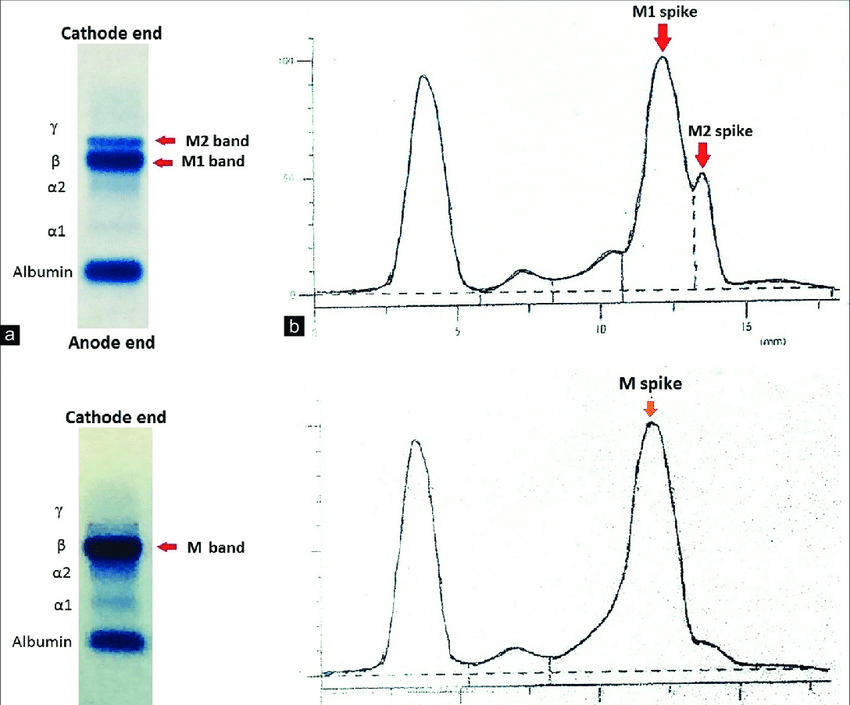 Cathode end
γ
M2 band
β
M1 band
α2
α1
Albumin
a
Anode end
M1 spike
M2 spike
100
50
0
5
10
15
(mm)
b
Cathode end
γ
β
M band
α2
α1
Albumin
M spike